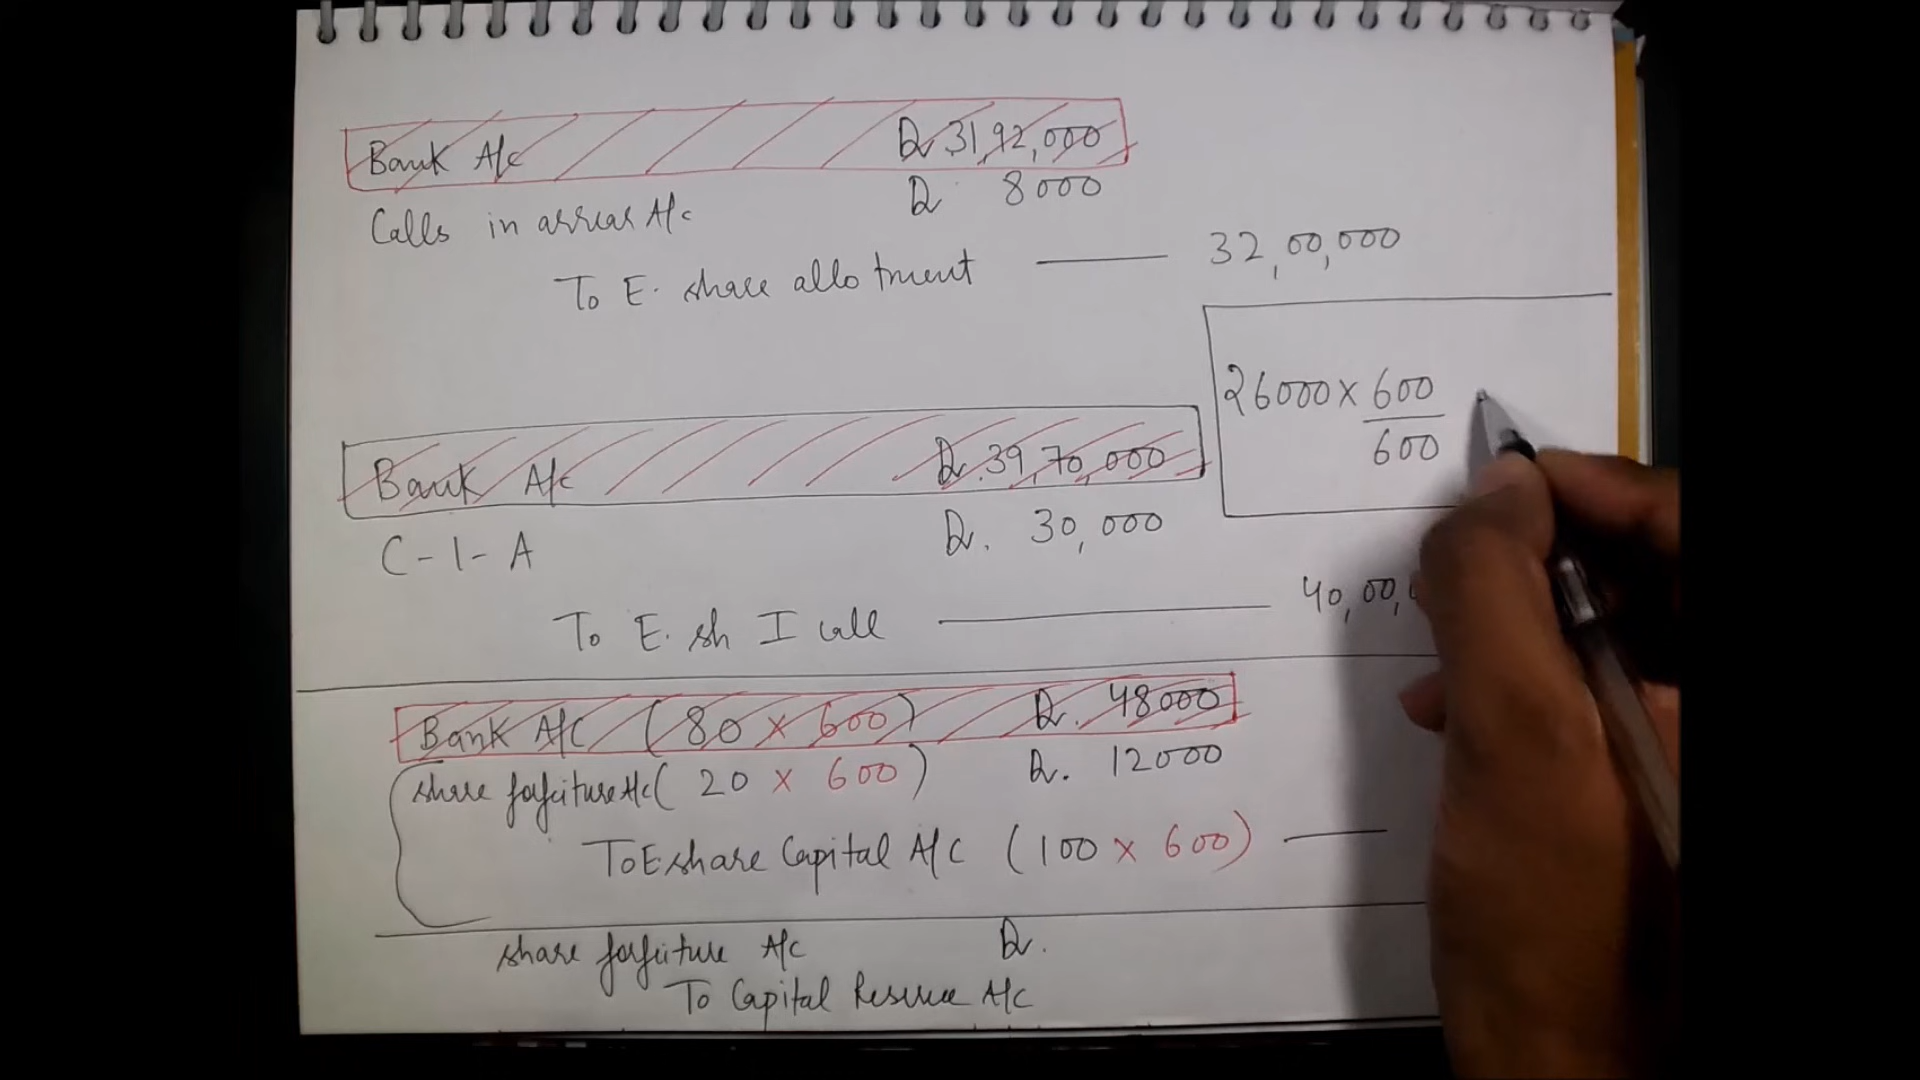 Bank A/c Dr 31,92,000
Calls in arrear A/c Dr. 8000
To E. share allotment 32,00,000
26000 × 600
600
Bank A/c Dr. 39,70,000
C-I-A Dr. 30,000
To E. sh I call 40,00,
Bank A/C (80 × 600) Dr. 48000
share forfeiture A/c (20 × 600) Dr. 12000
To E share Capital A/C (100 × 600)
share forfeiture A/c Dr.
To Capital Reserve A/C